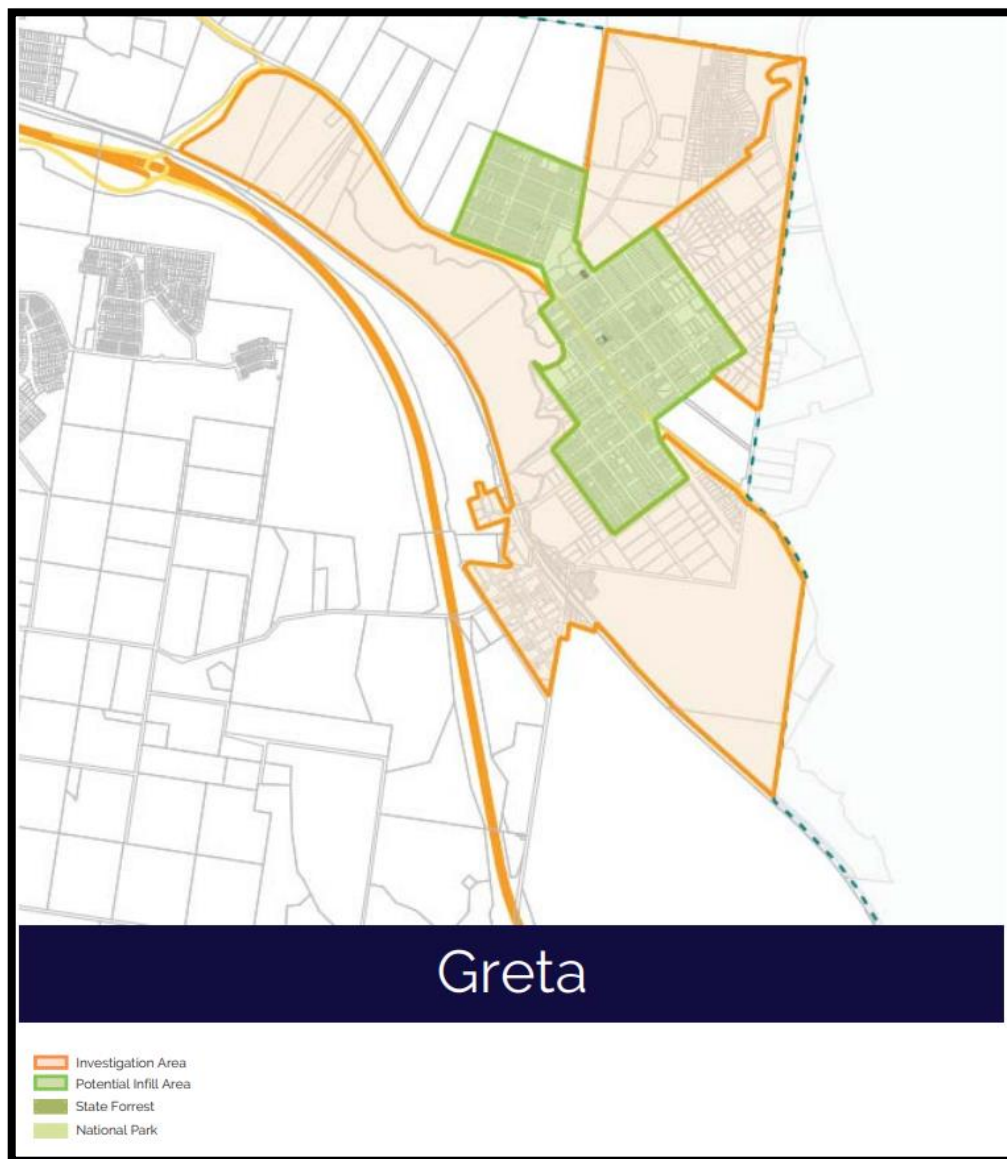 Greta
Investigation Area
Potential Infill Area
State Forrest
National Park